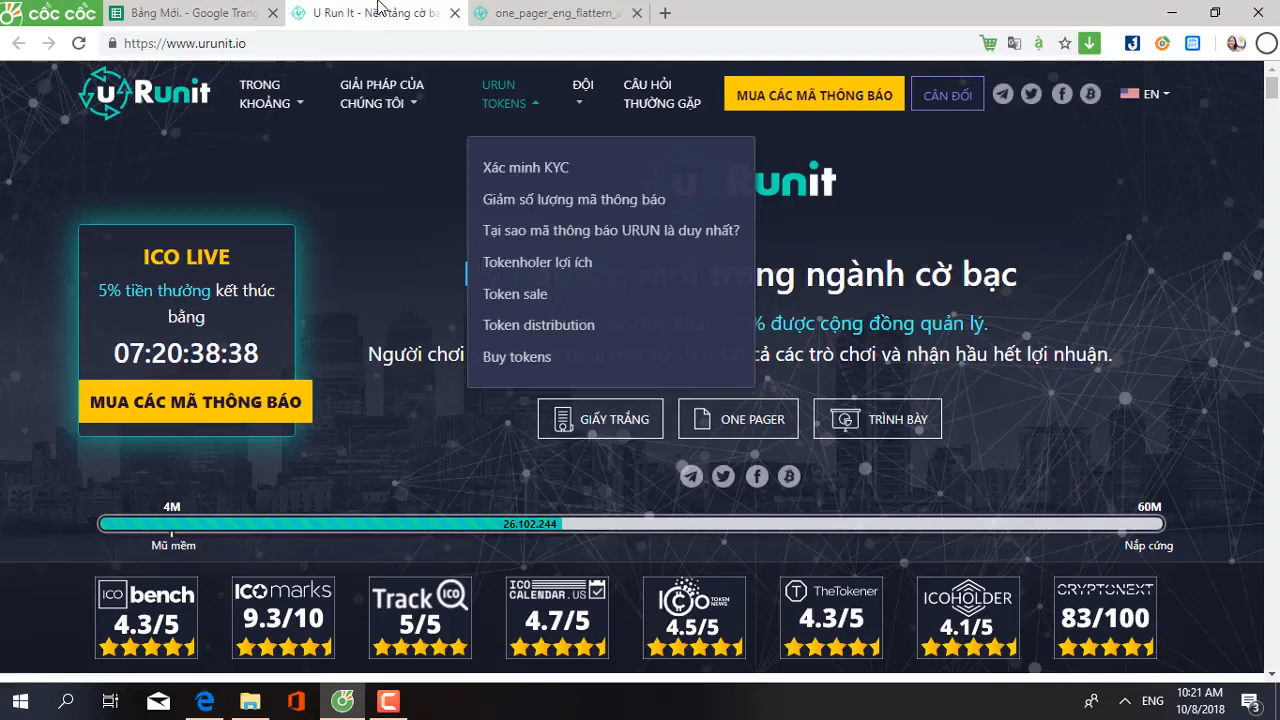 cốc cốc
Bảng Mới. - Google Trang
U Run It - Nền tảng cờ bạ
one_pager_eng_flattern_a
https://www.urunit.io
uRunit
TRONG
KHOẢNG
GIẢI PHÁP CỦA
CHÚNG TÔI
URUN
TOKENS
ĐỘI
CÂU HỎI
THƯỜNG GẶP
MUA CÁC MÃ THÔNG BÁO
CÂN ĐỐI
EN
Xác minh KYC
Giảm số lượng mã thông báo
Tại sao mã thông báo URUN là duy nhất?
Tokenholer lợi ích
Token sale
Token distribution
Buy tokens
uRunit
ICO LIVE
5% tiền thưởng kết thúc
bằng
07:20:38:38
MUA CÁC MÃ THÔNG BÁO
trong ngành cờ bạc
% được cộng đồng quản lý.
Người chơi
cả các trò chơi và nhận hầu hết lợi nhuận.
GIẤY TRẮNG
ONE PAGER
TRÌNH BÀY
4M
60M
26.102.244
Mũ mềm
Nắp cứng
ICO bench
4.3/5
ICO marks
9.3/10
Track ICO
5/5
ICO CALENDAR.US
4.7/5
ICO TOKEN NEWS
4.5/5
TheTokener
4.3/5
ICOHOLDER
4.1/5
CRYPTONEXT
83/100
ENG
10:21 AM
10/8/2018
3